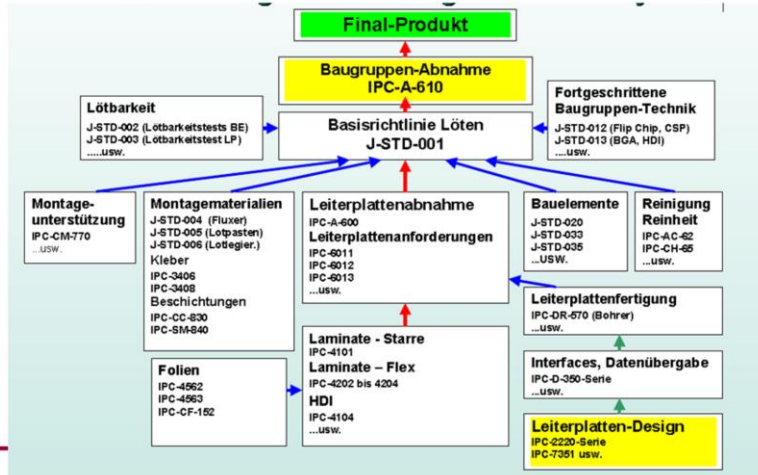 Final-Produkt
Baugruppen-Abnahme
IPC-A-610
Lötbarkeit
J-STD-002 (Lötbarkeitstests BE)
J-STD-003 (Lötbarkeitstest LP)
.....usw.
Basisrichtlinie Löten
J-STD-001
Fortgeschrittene
Baugruppen-Technik
J-STD-012 (Flip Chip, CSP)
J-STD-013 (BGA, HDI)
....usw.
Montage-
unterstützung
IPC-CM-770
...usw.
Montagematerialien
J-STD-004 (Fluxer)
J-STD-005 (Lotpasten)
J-STD-006 (Lotlegier.)
Kleber
IPC-3406
IPC-3408
Beschichtungen
IPC-CC-830
IPC-SM-840
Leiterplattenabnahme
IPC-A-600
Leiterplattenanforderungen
IPC-6011
IPC-6012
IPC-6013
...usw.
Bauelemente
J-STD-020
J-STD-033
J-STD-035
...USW.
Reinigung
Reinheit
IPC-AC-62
IPC-CH-65
...usw.
Leiterplattenfertigung
IPC-DR-570 (Bohrer)
...usw.
Folien
IPC-4562
IPC-4563
IPC-CF-152
Laminate - Starre
IPC-4101
Laminate – Flex
IPC-4202 bis 4204
HDI
IPC-4104
...usw.
Interfaces, Datenübergabe
IPC-D-350-Serie
...usw.
Leiterplatten-Design
IPC-2220-Serie
IPC-7351 usw.